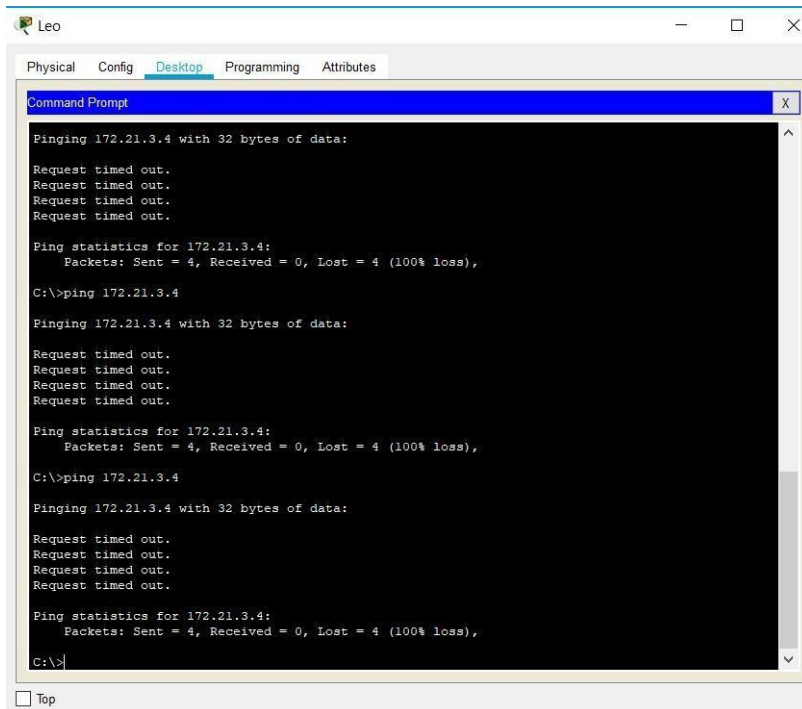 Leo
Physical Config Desktop Programming Attributes
Command Prompt X
Pinging 172.21.3.4 with 32 bytes of data:
Request timed out.
Request timed out.
Request timed out.
Request timed out.
Ping statistics for 172.21.3.4:
Packets: Sent = 4, Received = 0, Lost = 4 (100% loss),
C:\>ping 172.21.3.4
Pinging 172.21.3.4 with 32 bytes of data:
Request timed out.
Request timed out.
Request timed out.
Request timed out.
Ping statistics for 172.21.3.4:
Packets: Sent = 4, Received = 0, Lost = 4 (100% loss),
C:\>ping 172.21.3.4
Pinging 172.21.3.4 with 32 bytes of data:
Request timed out.
Request timed out.
Request timed out.
Request timed out.
Ping statistics for 172.21.3.4:
Packets: Sent = 4, Received = 0, Lost = 4 (100% loss),
C:\>
Top